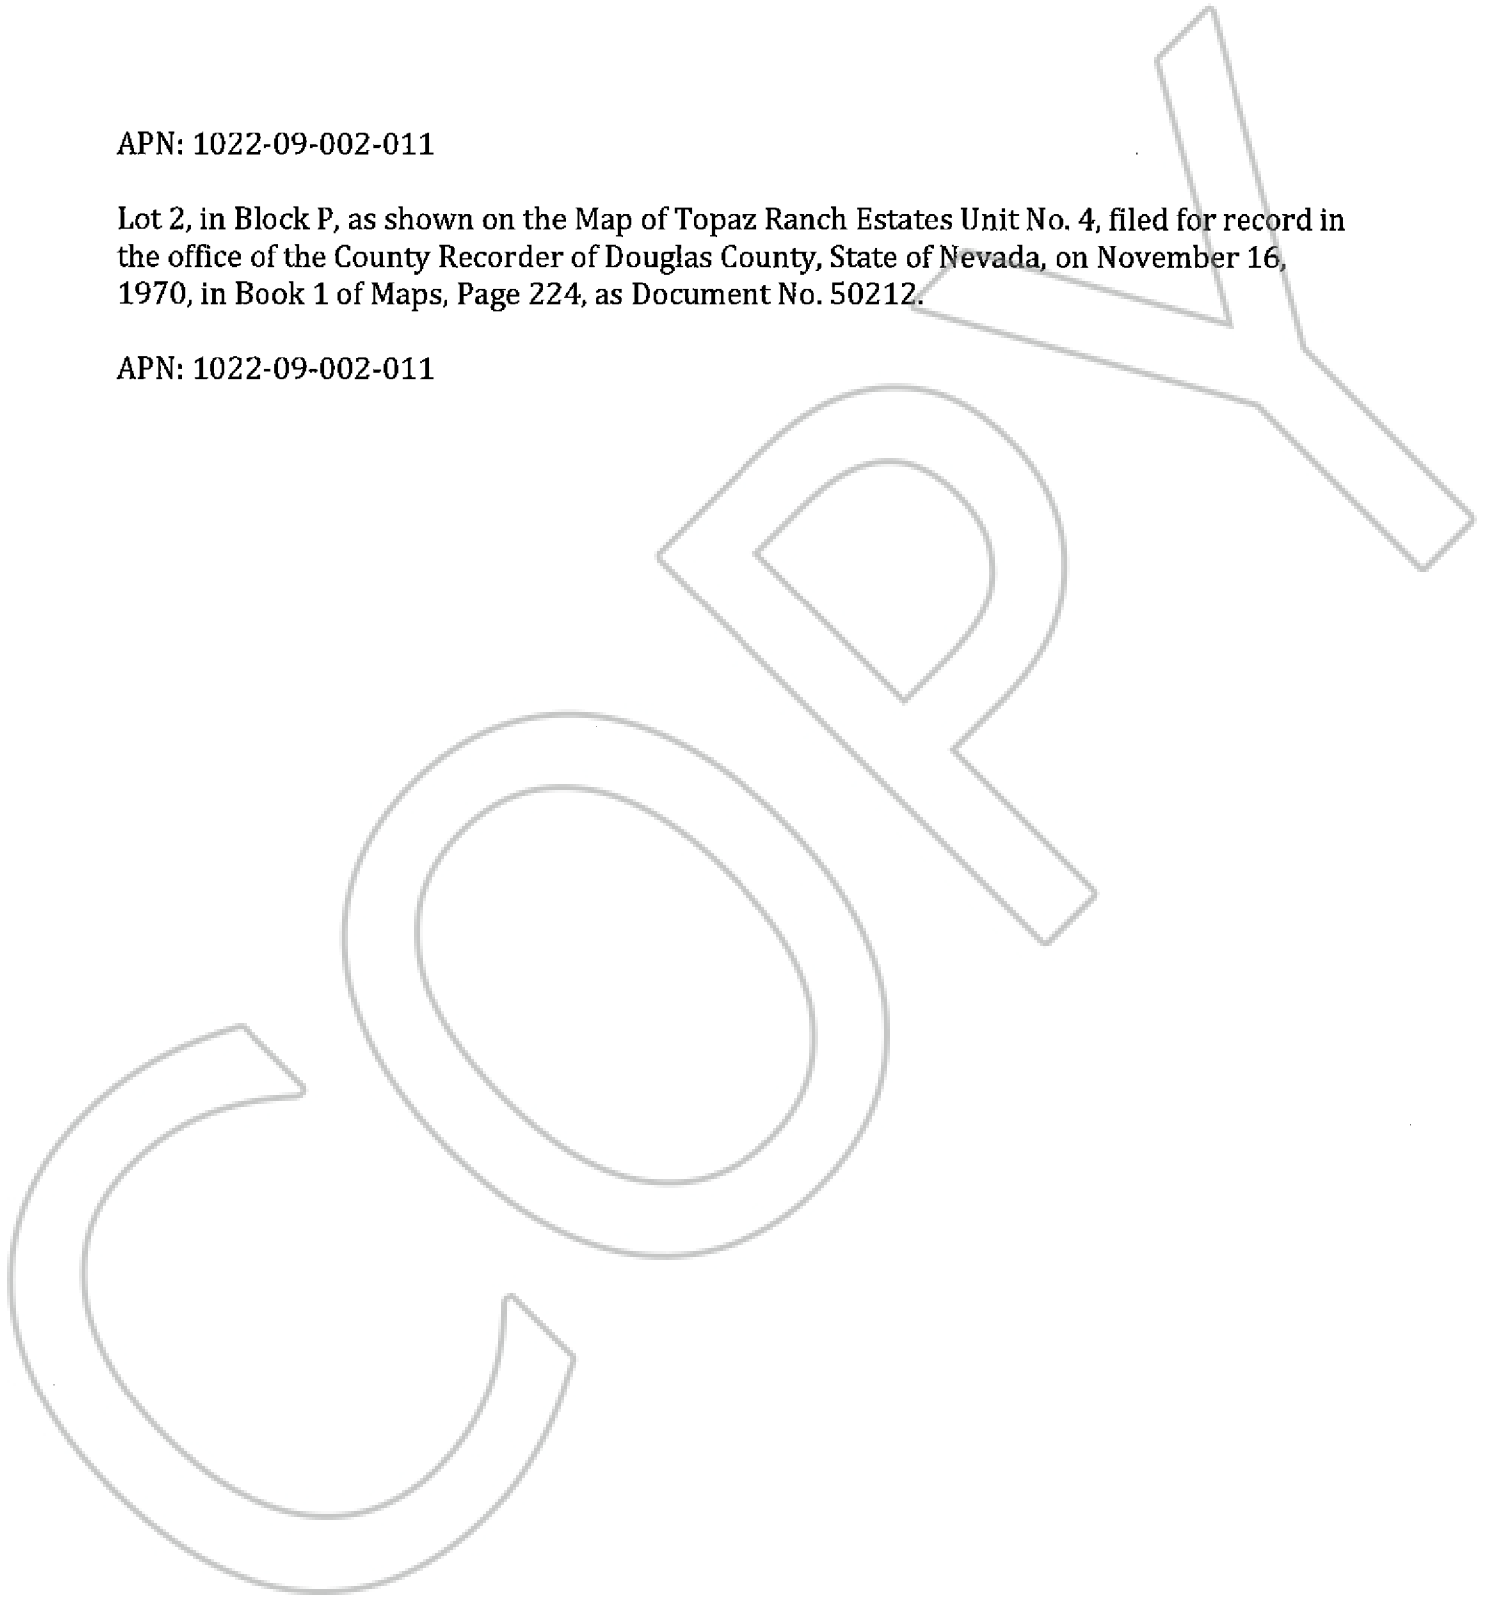 APN: 1022-09-002-011
Lot 2, in Block P, as shown on the Map of Topaz Ranch Estates Unit No. 4, filed for record in
the office of the County Recorder of Douglas County, State of Nevada, on November 16,
1970, in Book 1 of Maps, Page 224, as Document No. 50212.
APN: 1022-09-002-011
COPY